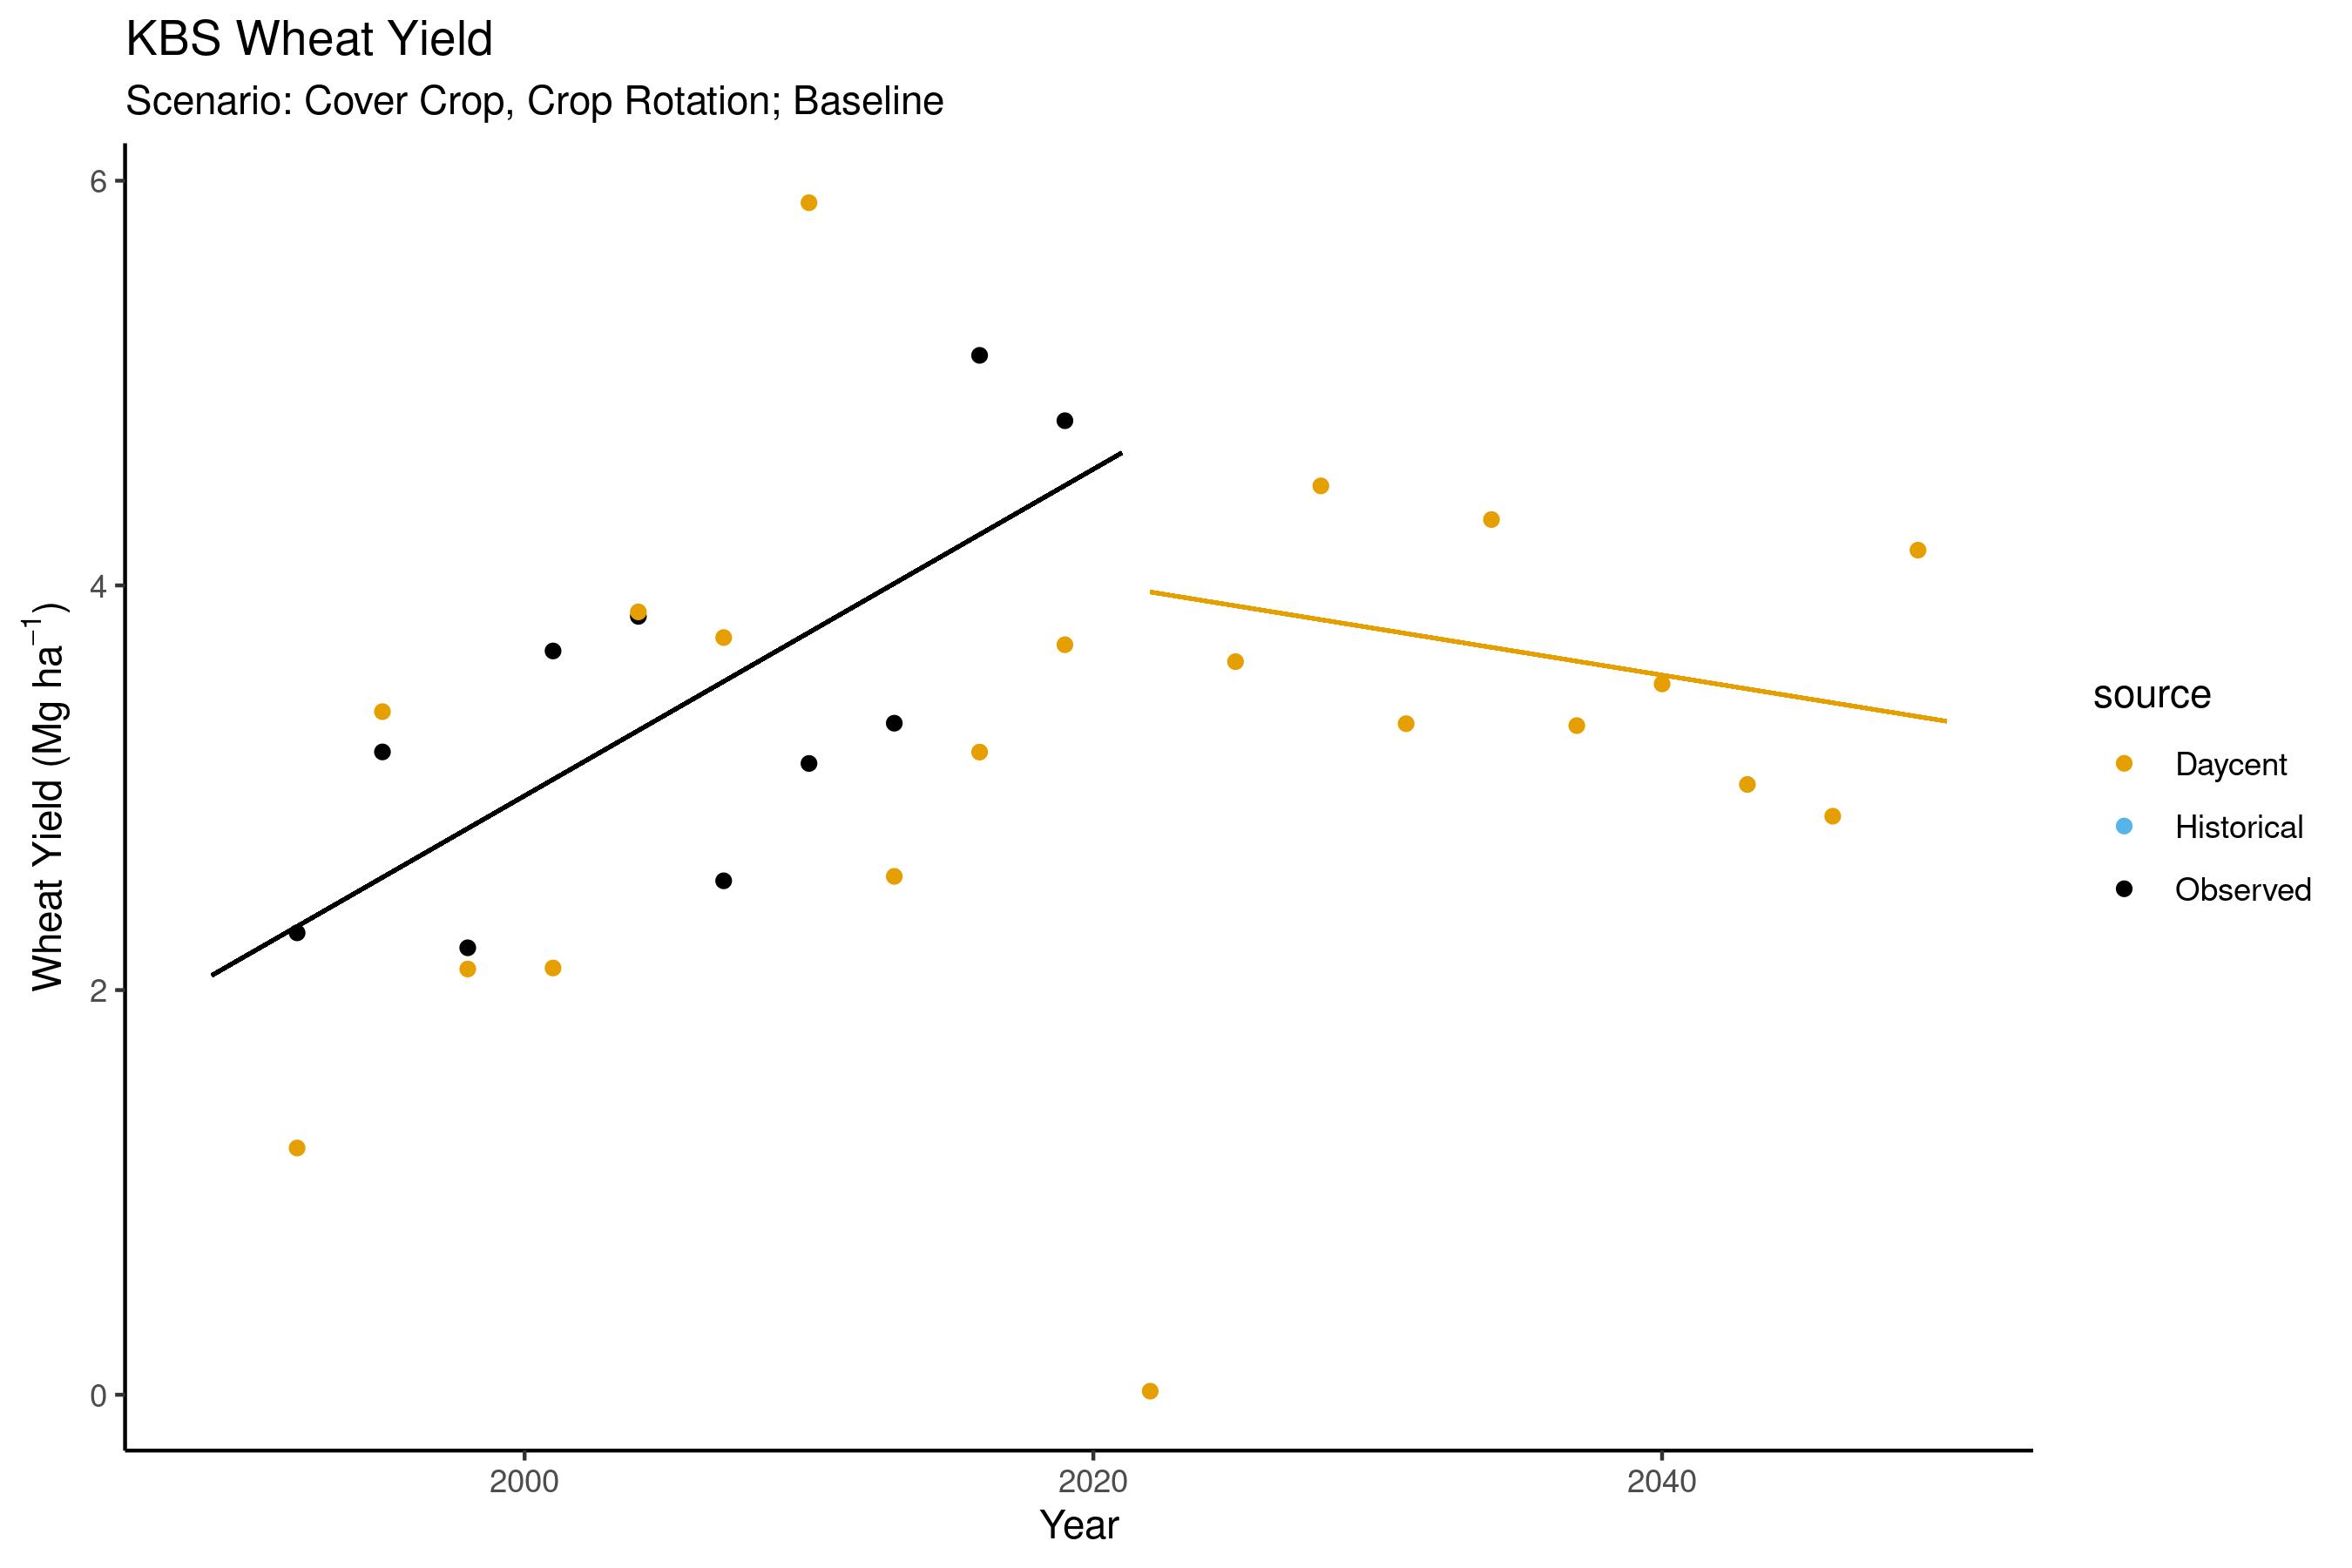 KBS Wheat Yield
Scenario: Cover Crop, Crop Rotation; Baseline
Wheat Yield (Mg ha⁻¹)
6
4
2
0
2000
2020
2040
Year
source
Daycent
Historical
Observed